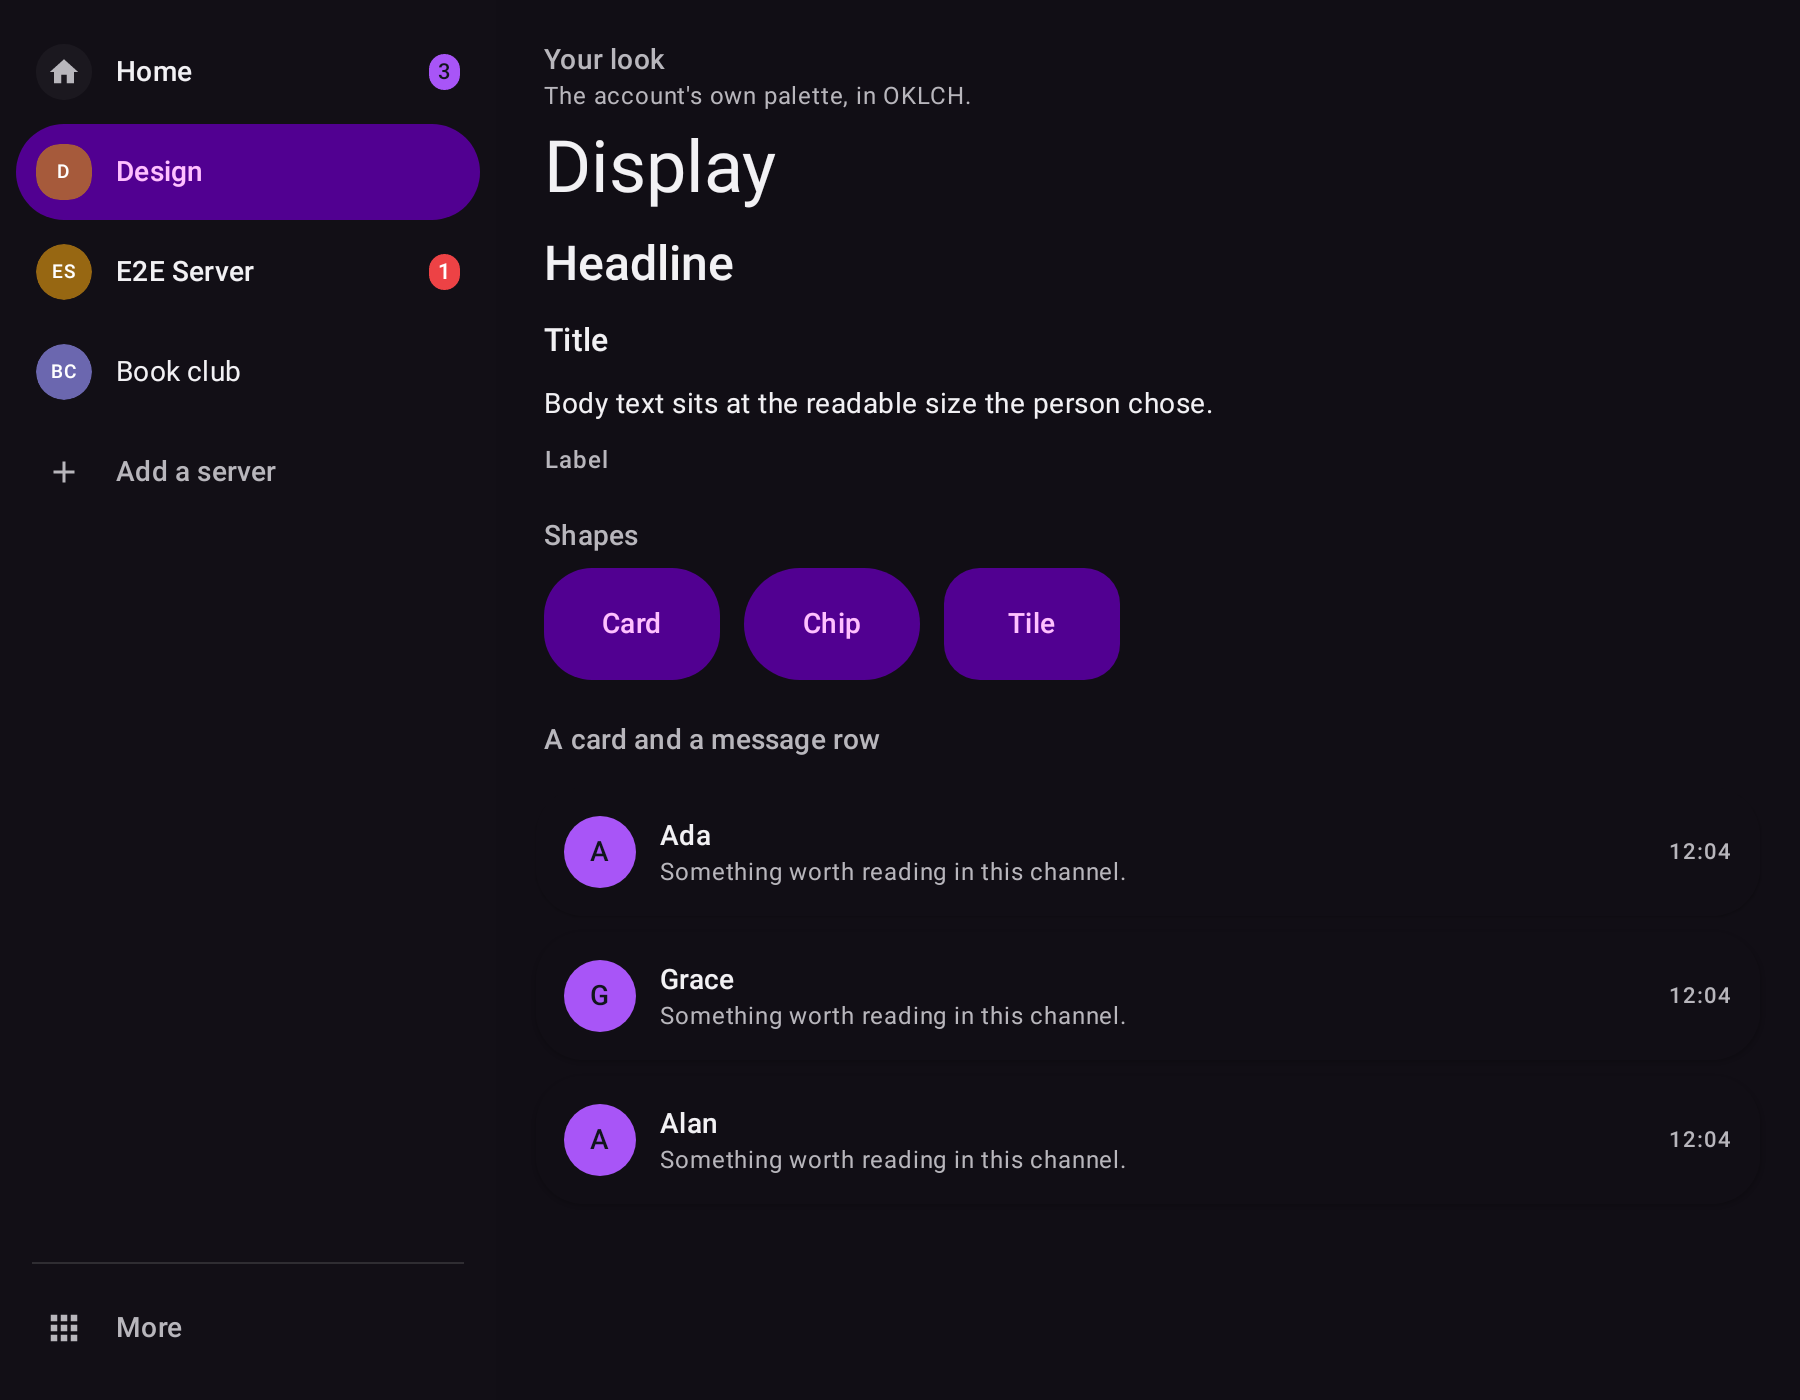 Home
3
D
Design
ES
E2E Server
1
BC
Book club
Add a server
More
Your look
The account's own palette, in OKLCH.
Display
Headline
Title
Body text sits at the readable size the person chose.
Label
Shapes
Card
Chip
Tile
A card and a message row
A
Ada
Something worth reading in this channel.
12:04
G
Grace
Something worth reading in this channel.
12:04
A
Alan
Something worth reading in this channel.
12:04